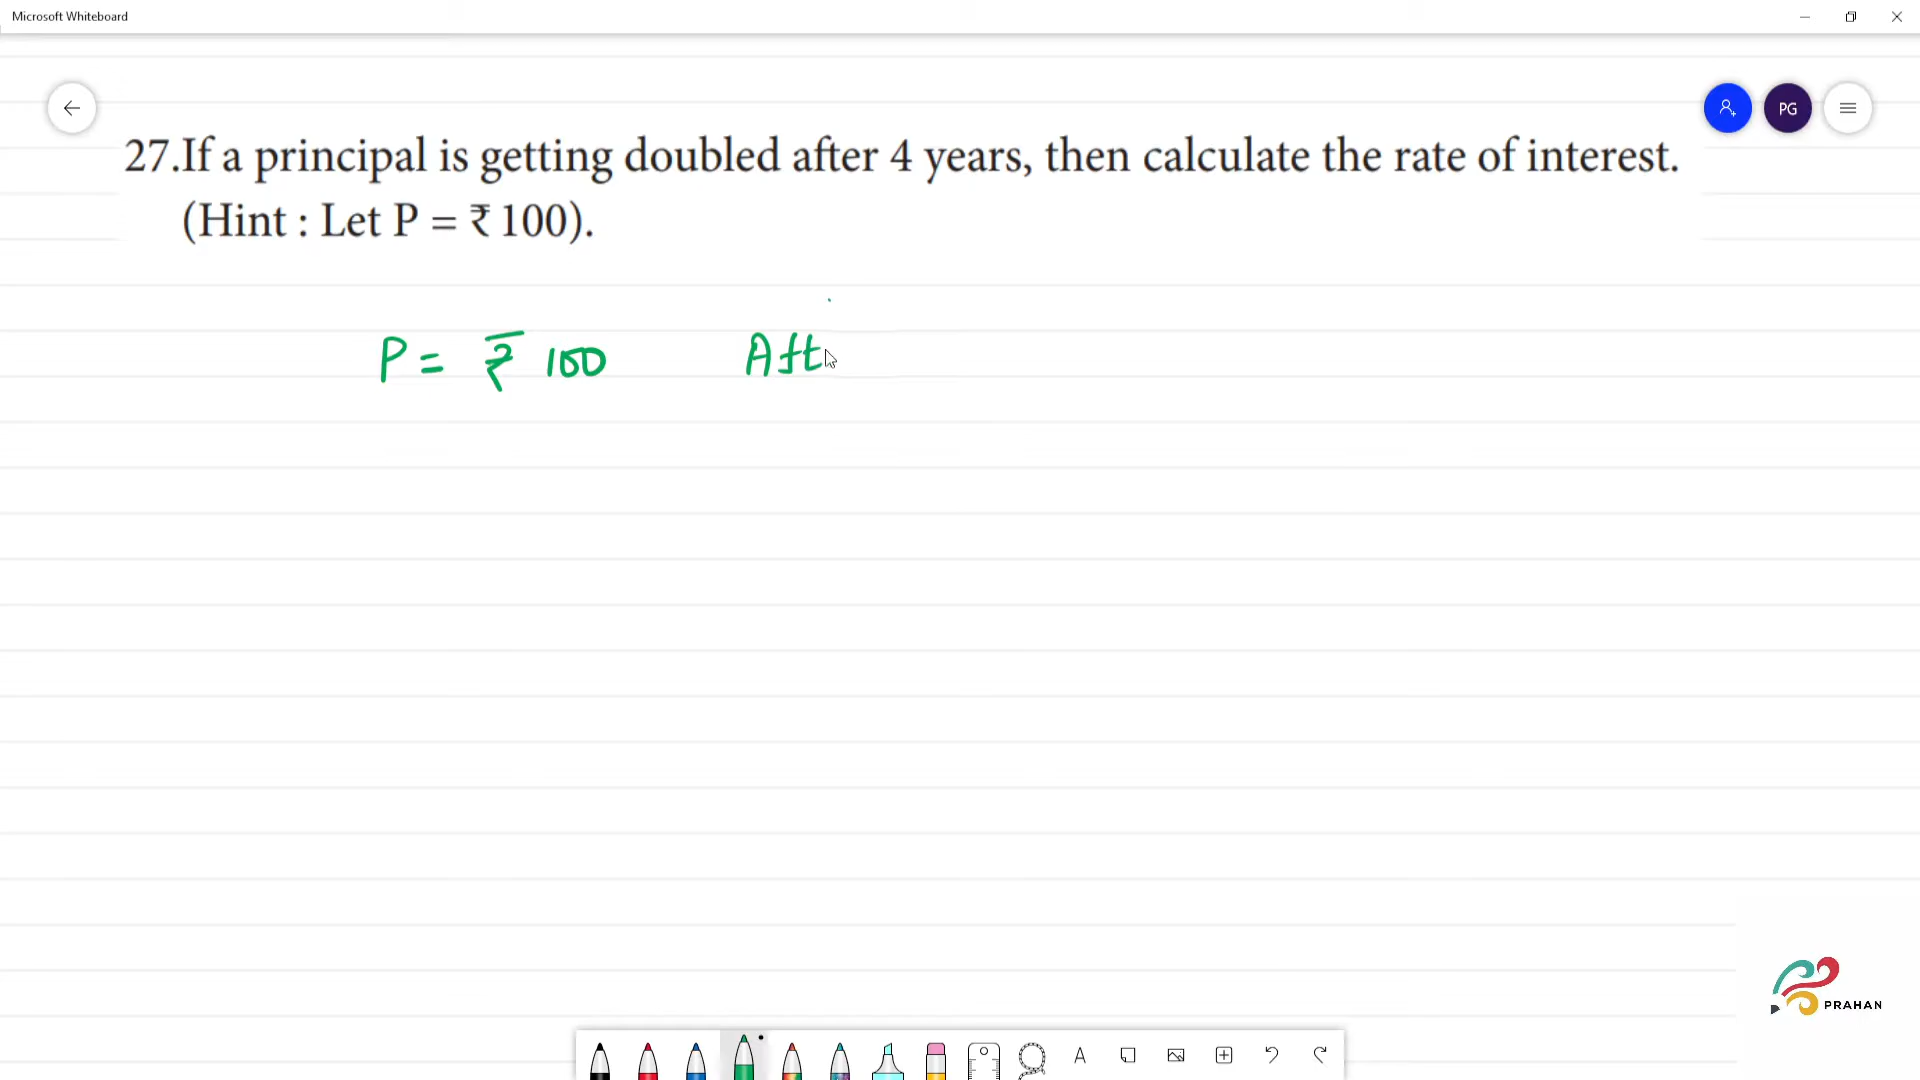 Microsoft Whiteboard
PG
27.If a principal is getting doubled after 4 years, then calculate the rate of interest.
(Hint : Let P = ₹ 100).
P = ₹ 100 Aft
PRAHAN
A